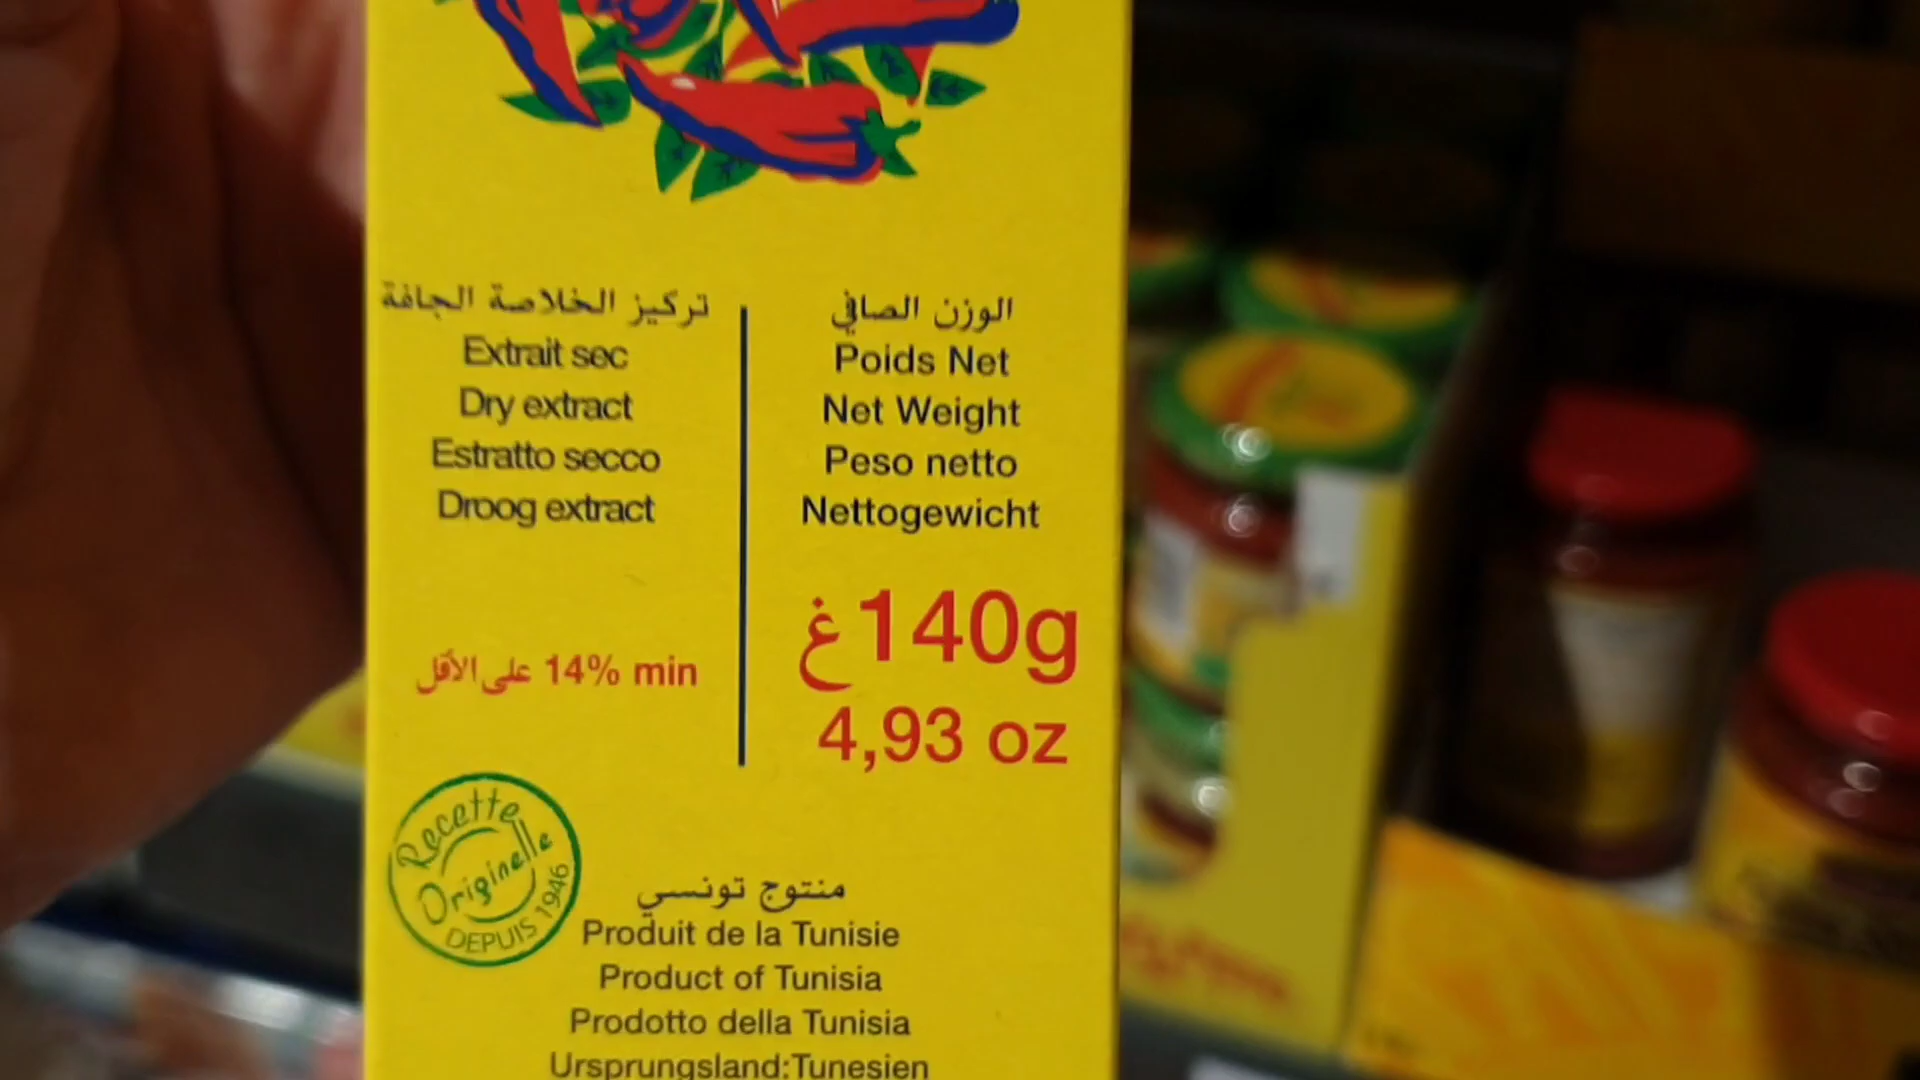 تركيز الخلاصة الجافة
Extrait sec
Dry extract
Estratto secco
Droog extract
على الأقل 14% min
الوزن الصافي
Poids Net
Net Weight
Peso netto
Nettogewicht
140g غ
4,93 oz
Recette
Originelle
DEPUIS 1946
منتوج تونسي
Produit de la Tunisie
Product of Tunisia
Prodotto della Tunisia
Ursprungsland:Tunesien